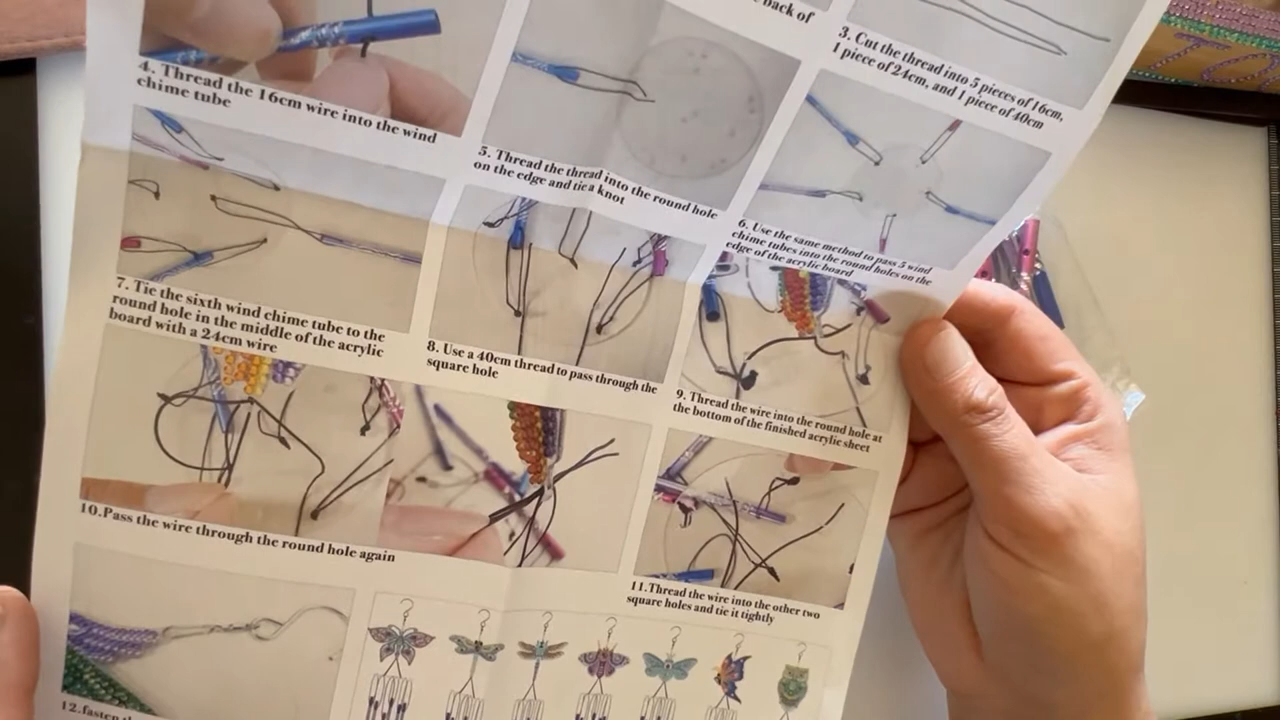 back of
3. Cut the thread into 5 pieces of 16cm,
1 piece of 24cm, and 1 piece of 40cm
4. Thread the 16cm wire into the wind
chime tube
5. Thread the thread into the round hole
on the edge and tie a knot
6. Use the same method to pass 5 wind
chime tubes into the round holes on the
edge of the acrylic board
7. Tie the sixth wind chime tube to the
round hole in the middle of the acrylic
board with a 24cm wire
8. Use a 40cm thread to pass through the
square hole
9. Thread the wire into the round hole at
the bottom of the finished acrylic sheet
10.Pass the wire through the round hole again
11.Thread the wire into the other two
square holes and tie it tightly
12.fasten